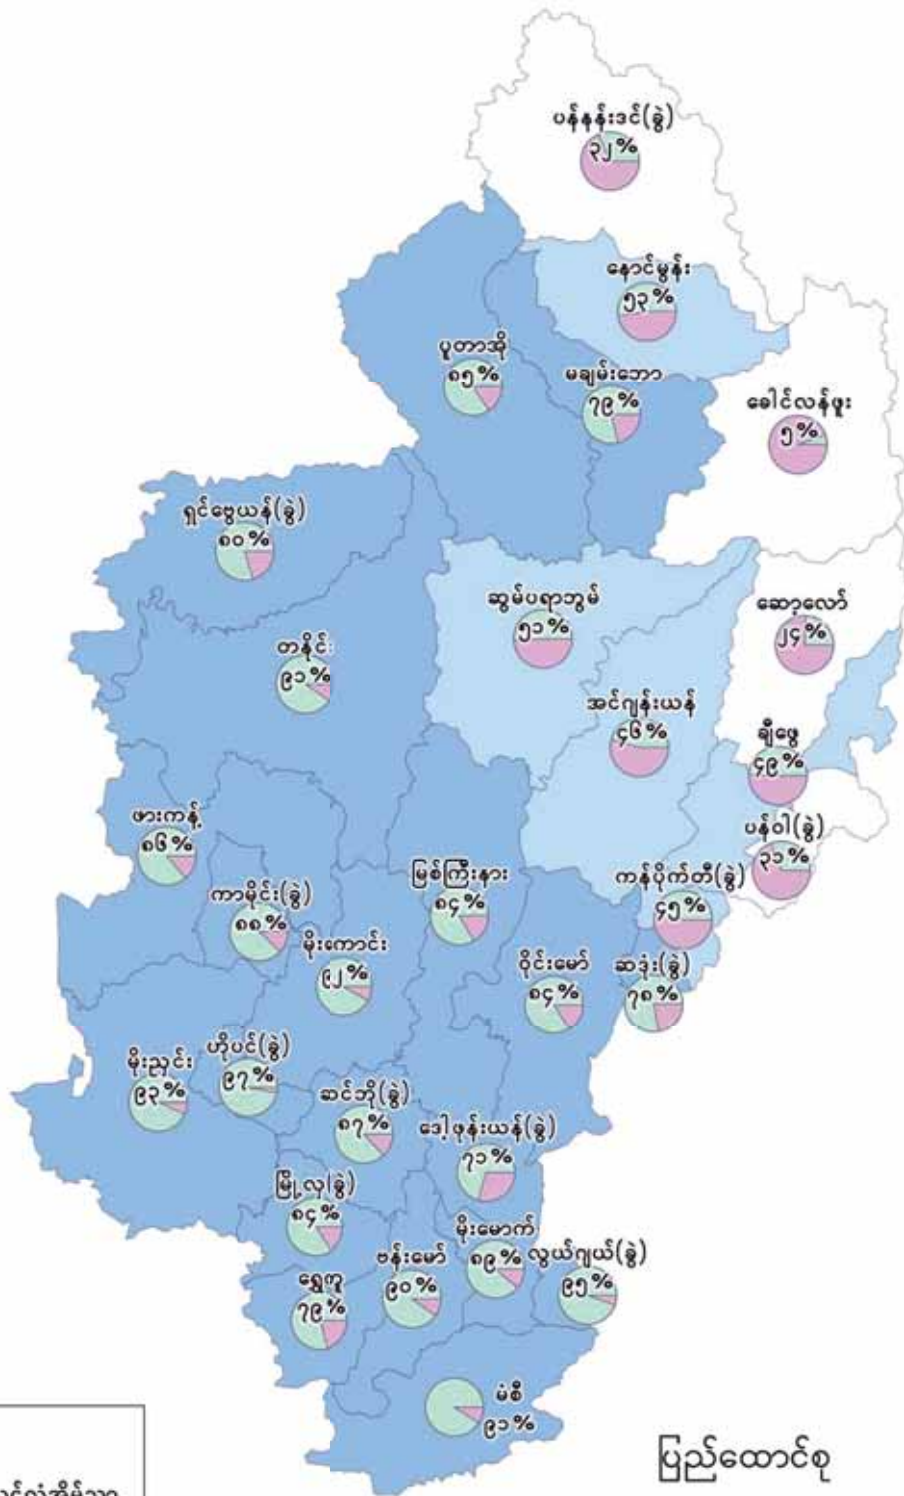 ပန်နန်းဒင်(ခွဲ)
၃၂%
နောင်မွန်း
၅၃%
ပူတာအို
၈၅%
မချမ်းဘော
၇၉%
ခေါင်လန်ဖူး
၅%
ရှင်ဗွေယန်(ခွဲ)
၈၀%
ဆွမ်ပရာဘွမ်
၅၁%
ဆော့လော်
၂၄%
တနိုင်း
၉၁%
အင်ဂျန်းယန်
၄၆%
ချီဖွေ
၄၉%
ဖားကန့်
၈၆%
ပန်ဝါ(ခွဲ)
၃၁%
မြစ်ကြီးနား
၈၄%
ကန်ပိုက်တီ(ခွဲ)
၄၅%
ကာမိုင်း(ခွဲ)
၈၈%
မိုးကောင်း
၉၂%
ဝိုင်းမော်
၈၄%
ဆဒုံး(ခွဲ)
၇၈%
မိုးညှင်း
၉၃%
ဟိုပင်(ခွဲ)
၉၇%
ဆင်ဘို(ခွဲ)
၈၇%
ဒေါ့ဖုန်းယန်(ခွဲ)
၇၁%
မြို့လှ(ခွဲ)
၈၄%
မိုးမောက်
၈၉%
လွယ်ဂျယ်(ခွဲ)
၉၅%
ဗန်းမော်
၉၀%
ရွှေကူ
၇၉%
မံစီ
၉၁%
ပြည်ထောင်စု